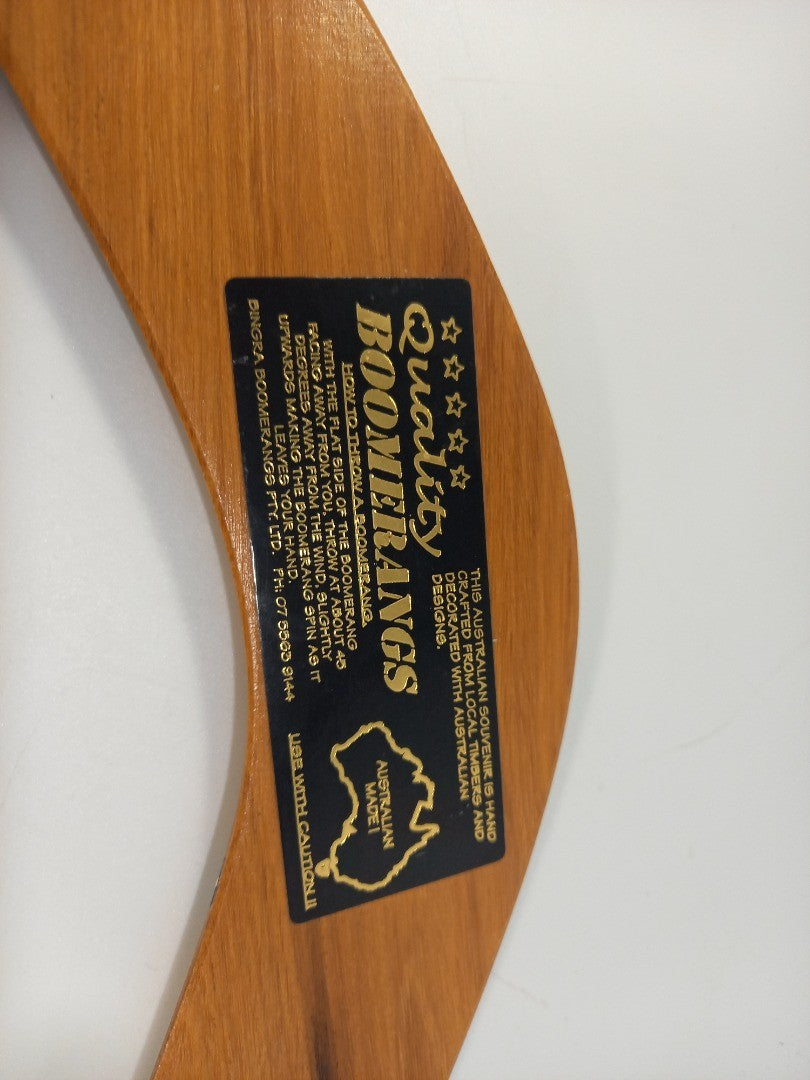 ☆☆☆☆☆
Quality
BOOMERANGS
THIS AUSTRALIAN SOUVENIR IS HAND
CRAFTED FROM LOCAL TIMBERS AND
DECORATED WITH AUSTRALIAN
DESIGNS.
HOW TO THROW A BOOMERANG.
WITH THE FLAT SIDE OF THE BOOMERANG
FACING AWAY FROM YOU. THROW AT ABOUT 45
DEGREES AWAY FROM THE WIND, SLIGHTLY
UPWARDS MAKING THE BOOMERANG SPIN AS IT
LEAVES YOUR HAND.
BINGRA BOOMERANGS PTY. LTD. PH: 07 5563 9144
AUSTRALIAN
MADE!
USE WITH CAUTION !!